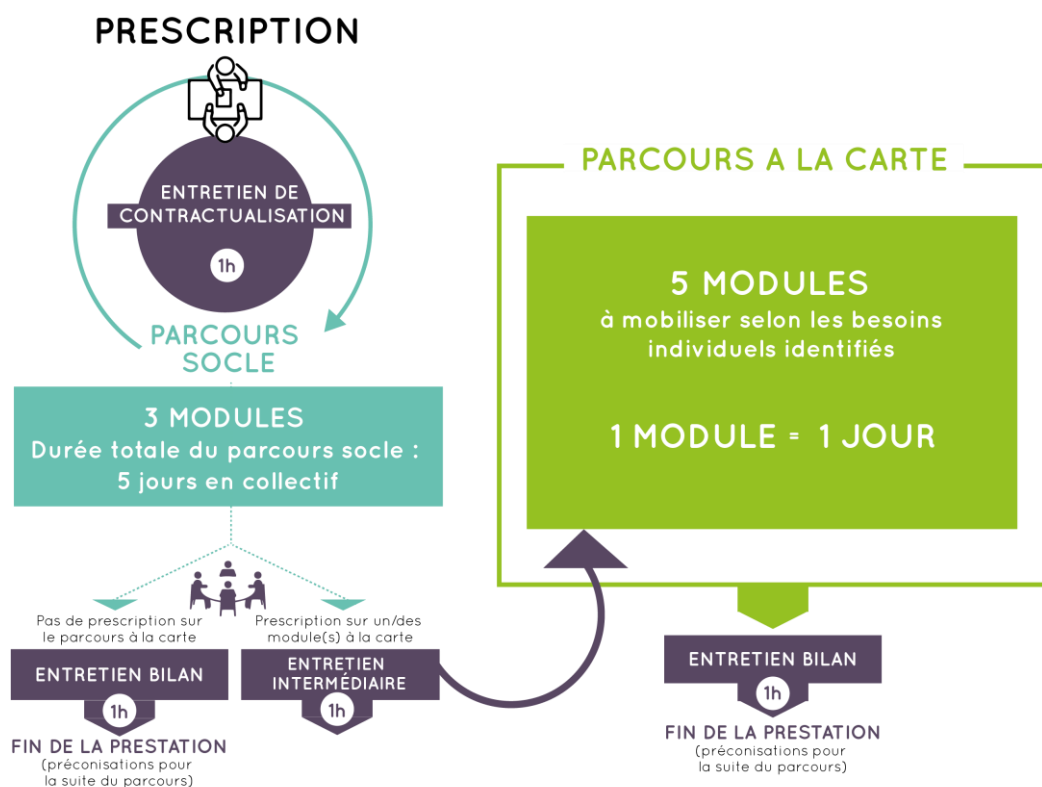 PRESCRIPTION
ENTRETIEN DE
CONTRACTUALISATION
1h
PARCOURS
SOCLE
3 MODULES
Durée totale du parcours socle :
5 jours en collectif
Pas de prescription sur
le parcours à la carte
ENTRETIEN BILAN
1h
FIN DE LA PRESTATION
(préconisations pour
la suite du parcours)
Prescription sur un/des
module(s) à la carte
ENTRETIEN
INTERMÉDIAIRE
1h
PARCOURS A LA CARTE
5 MODULES
à mobiliser selon les besoins
individuels identifiés
1 MODULE = 1 JOUR
ENTRETIEN BILAN
1h
FIN DE LA PRESTATION
(préconisations pour
la suite du parcours)